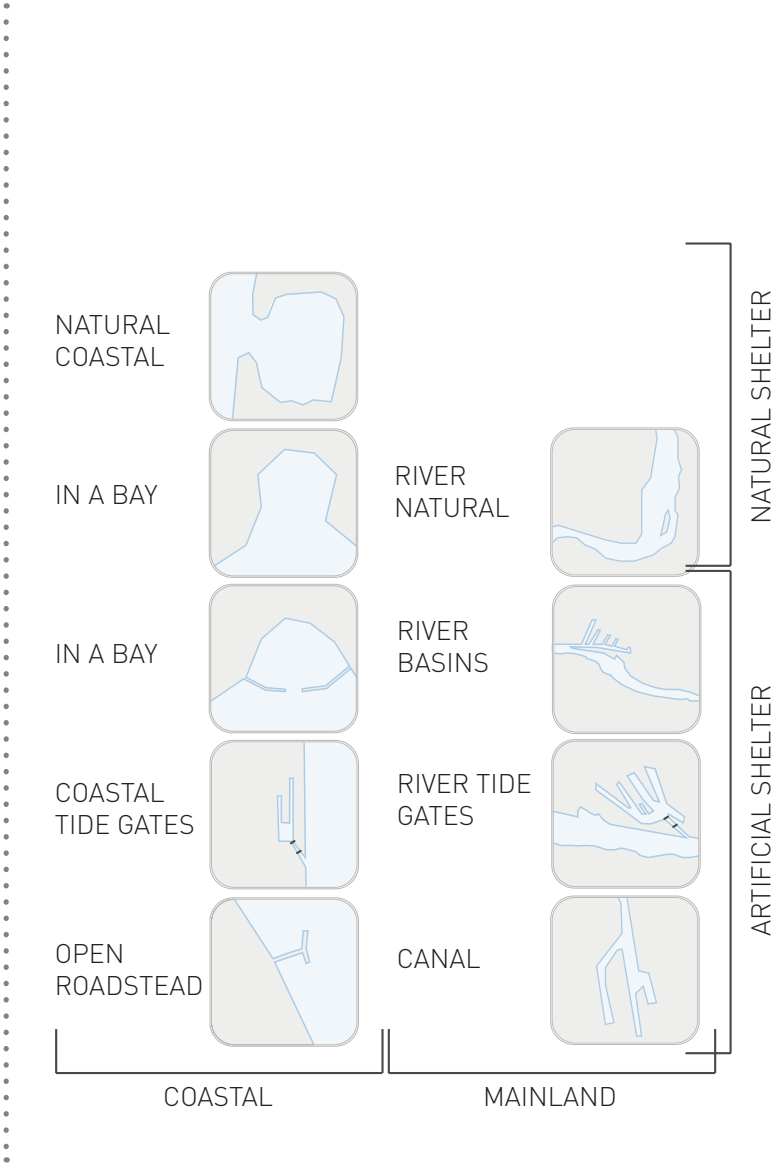 NATURAL
COASTAL
IN A BAY
RIVER
NATURAL
IN A BAY
RIVER
BASINS
COASTAL
TIDE GATES
RIVER TIDE
GATES
OPEN
ROADSTEAD
CANAL
COASTAL
MAINLAND
NATURAL SHELTER
ARTIFICIAL SHELTER